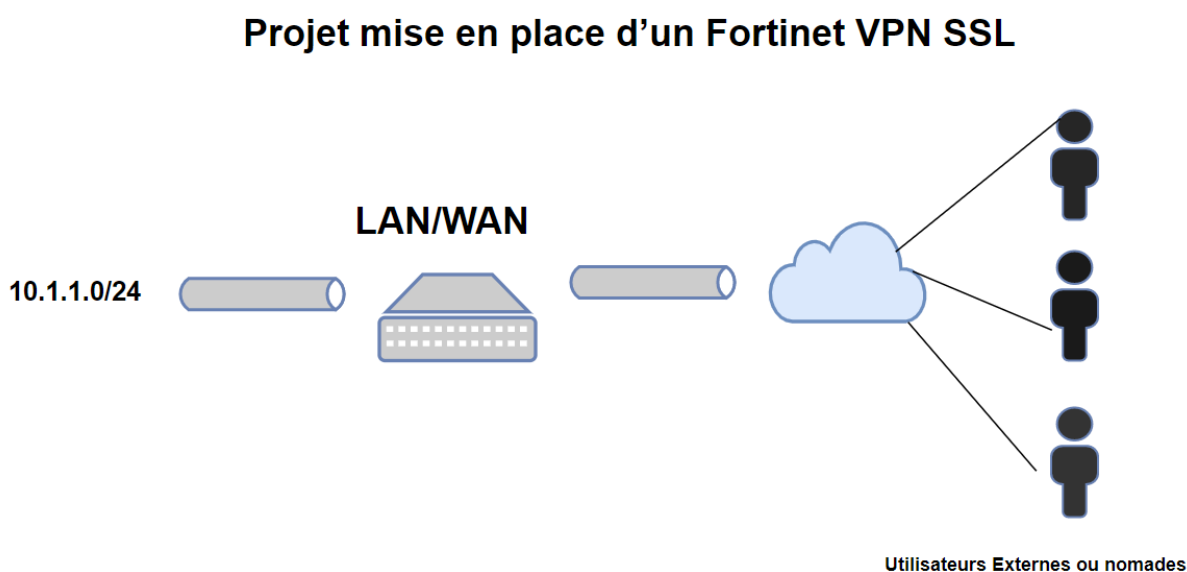 Projet mise en place d’un Fortinet VPN SSL
LAN/WAN
10.1.1.0/24
Utilisateurs Externes ou nomades